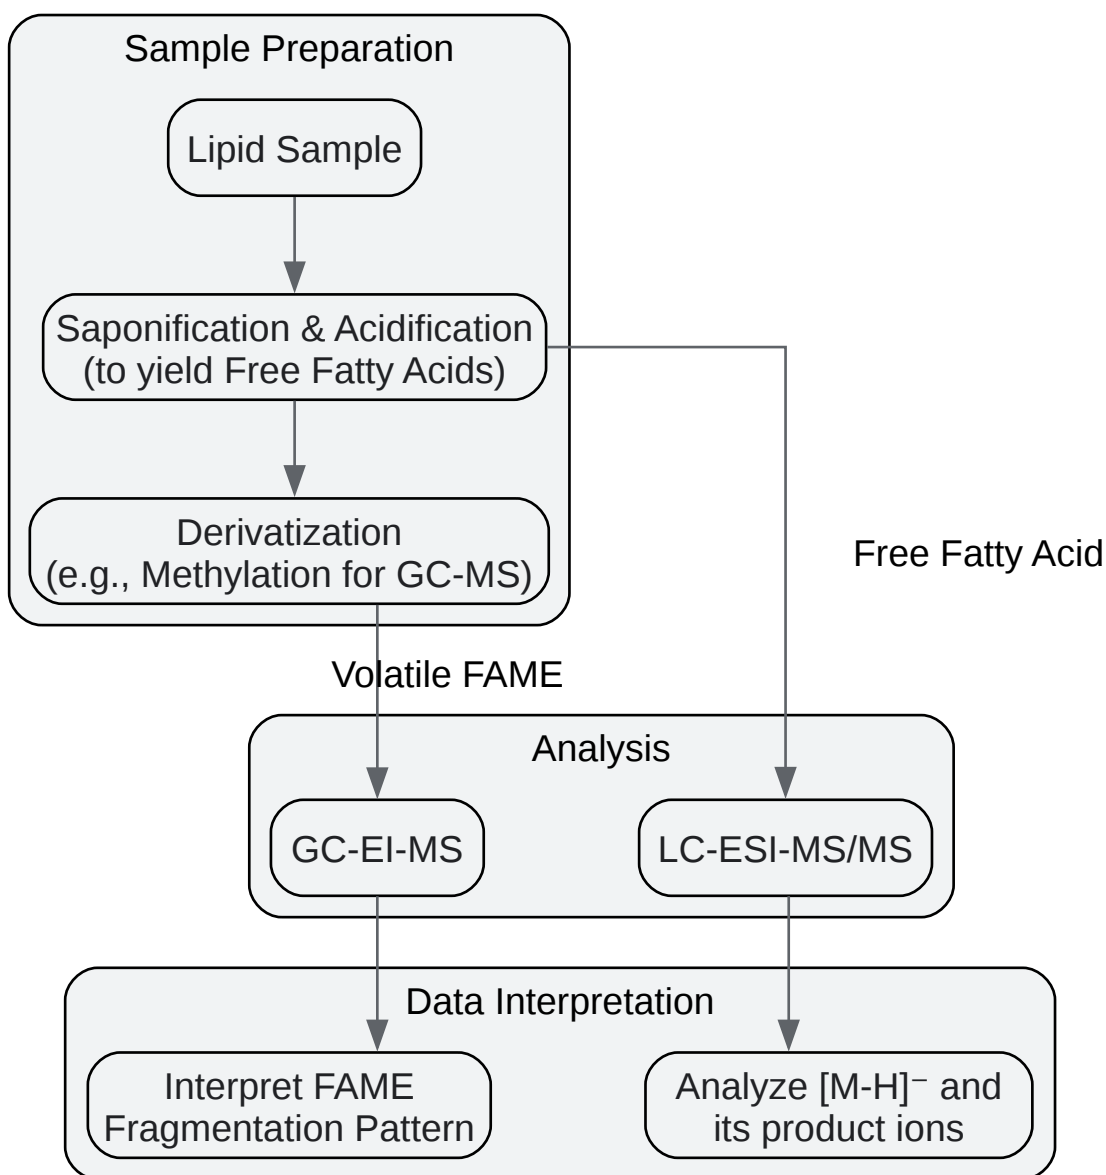 Sample Preparation
Lipid Sample
Saponification & Acidification
(to yield Free Fatty Acids)
Derivatization
(e.g., Methylation for GC-MS)
Free Fatty Acid
Volatile FAME
Analysis
GC-EI-MS
LC-ESI-MS/MS
Data Interpretation
Interpret FAME
Fragmentation Pattern
Analyze [M-H]⁻ and
its product ions